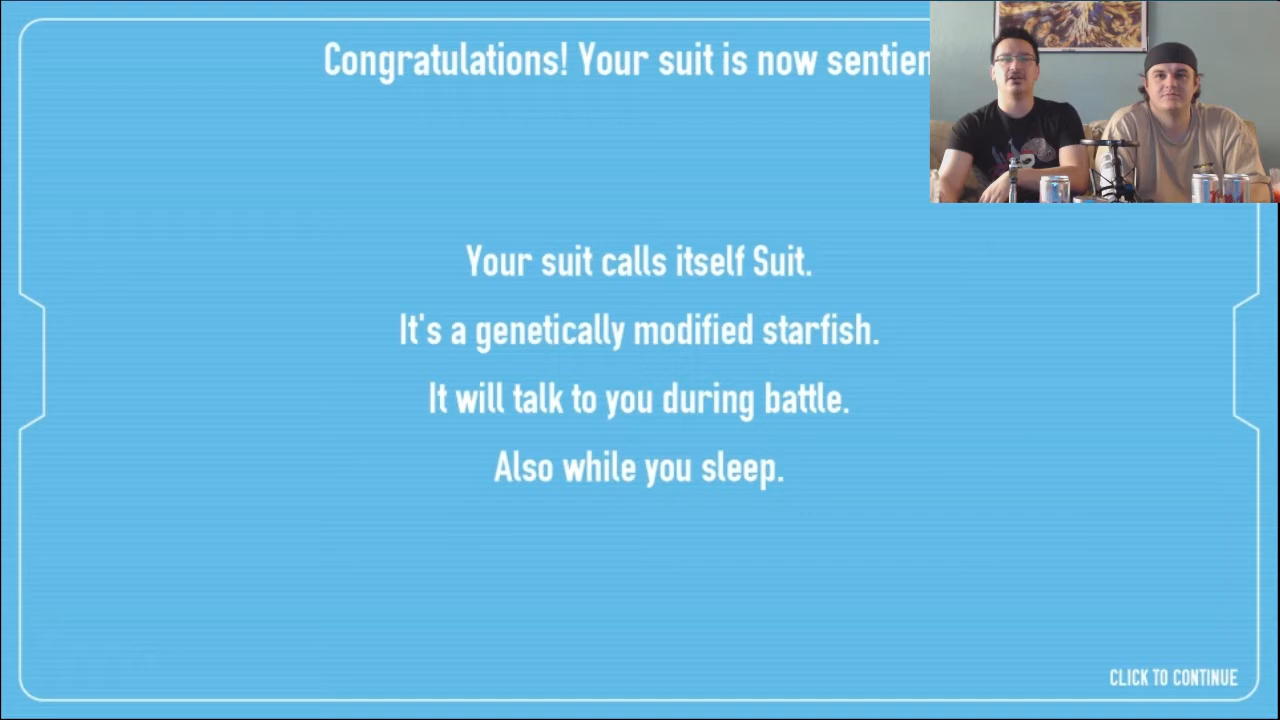 Congratulations! Your suit is now sentien
Your suit calls itself Suit.
It's a genetically modified starfish.
It will talk to you during battle.
Also while you sleep.
CLICK TO CONTINUE